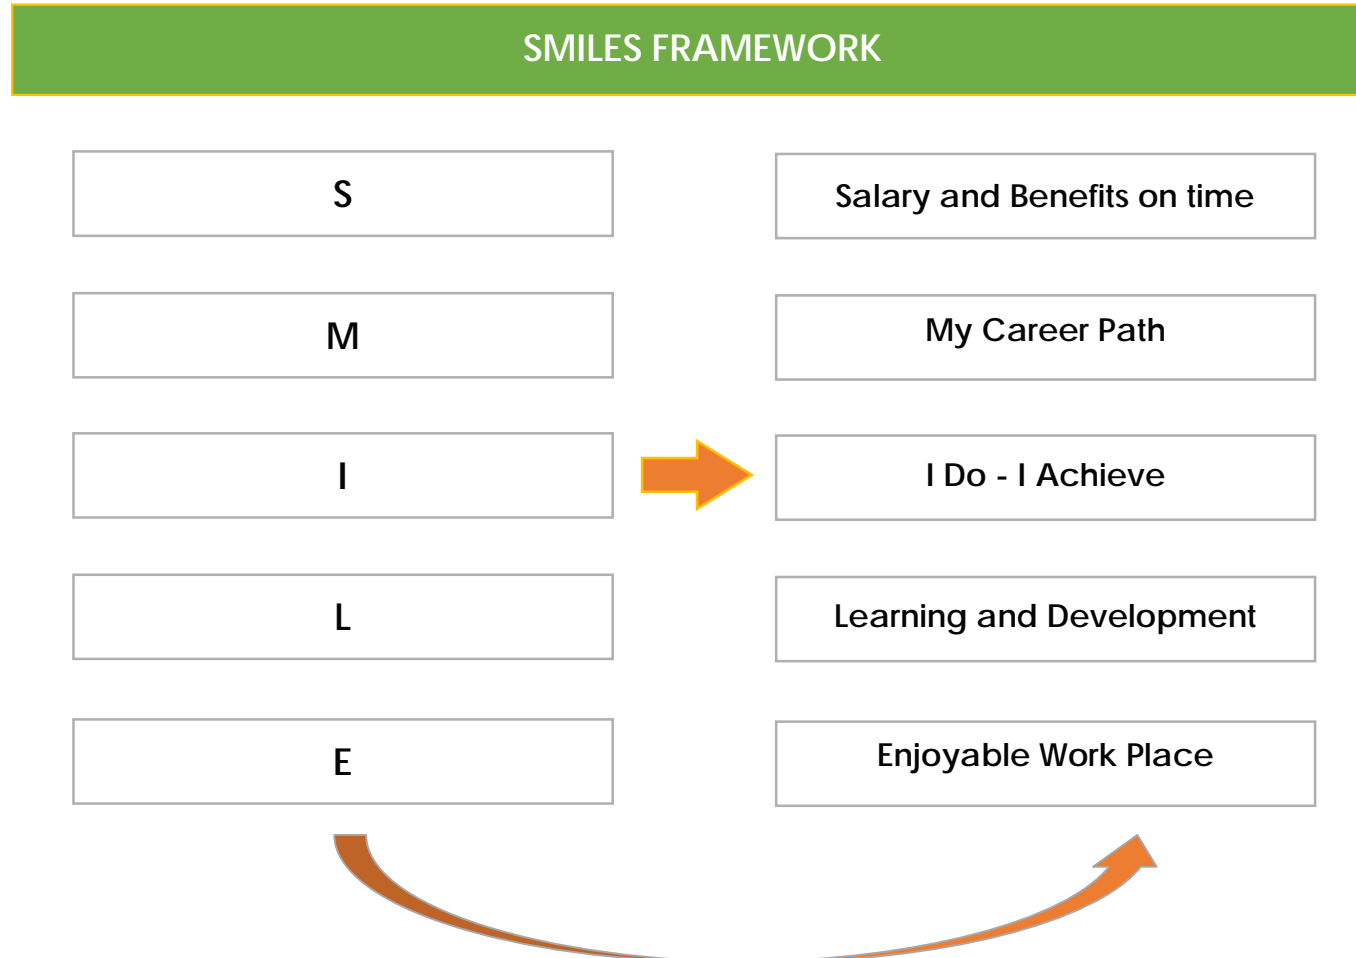 SMILES FRAMEWORK
S
Salary and Benefits on time
M
My Career Path
I
I Do - I Achieve
L
Learning and Development
E
Enjoyable Work Place